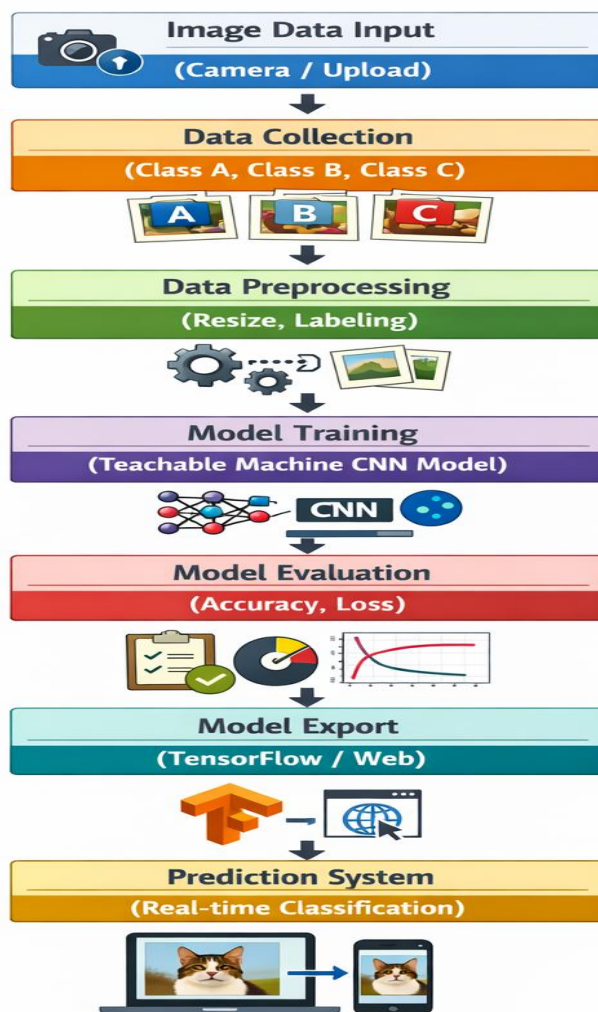 Image Data Input
(Camera / Upload)
Data Collection
(Class A, Class B, Class C)
A
B
C
Data Preprocessing
(Resize, Labeling)
Model Training
(Teachable Machine CNN Model)
CNN
Model Evaluation
(Accuracy, Loss)
Model Export
(TensorFlow / Web)
Prediction System
(Real-time Classification)